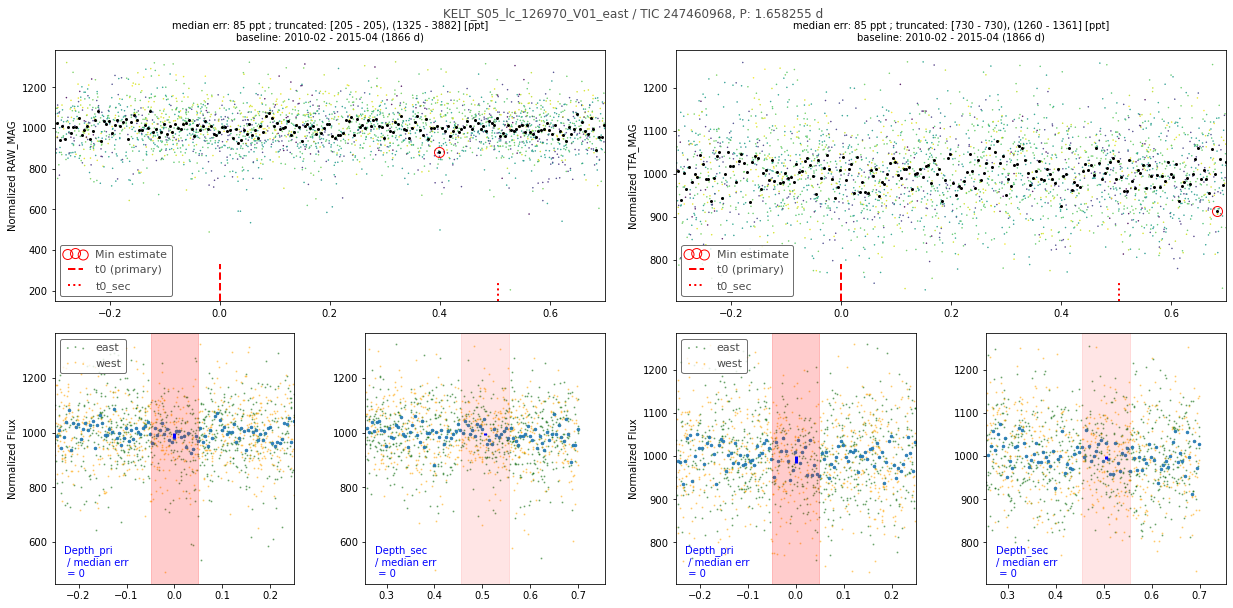 KELT_S05_lc_126970_V01_east / TIC 247460968, P: 1.658255 d
median err: 85 ppt ; truncated: [205 - 205), (1325 - 3882] [ppt]
baseline: 2010-02 - 2015-04 (1866 d)
Normalized RAW_MAG
1200
1000
800
600
400
200
Min estimate
t0 (primary)
t0_sec
−0.2
0.0
0.2
0.4
0.6
median err: 85 ppt ; truncated: [730 - 730), (1260 - 1361] [ppt]
baseline: 2010-02 - 2015-04 (1866 d)
Normalized TFA_MAG
1200
1100
1000
900
800
Min estimate
t0 (primary)
t0_sec
−0.2
0.0
0.2
0.4
0.6
Normalized Flux
1200
1000
800
600
east
west
Depth_pri
/ median err
= 0
−0.2
−0.1
0.0
0.1
0.2
1200
1000
800
600
Depth_sec
/ median err
= 0
0.3
0.4
0.5
0.6
0.7
Normalized Flux
1200
1100
1000
900
800
east
west
Depth_pri
/ median err
= 0
−0.2
−0.1
0.0
0.1
0.2
1200
1100
1000
900
800
Depth_sec
/ median err
= 0
0.3
0.4
0.5
0.6
0.7